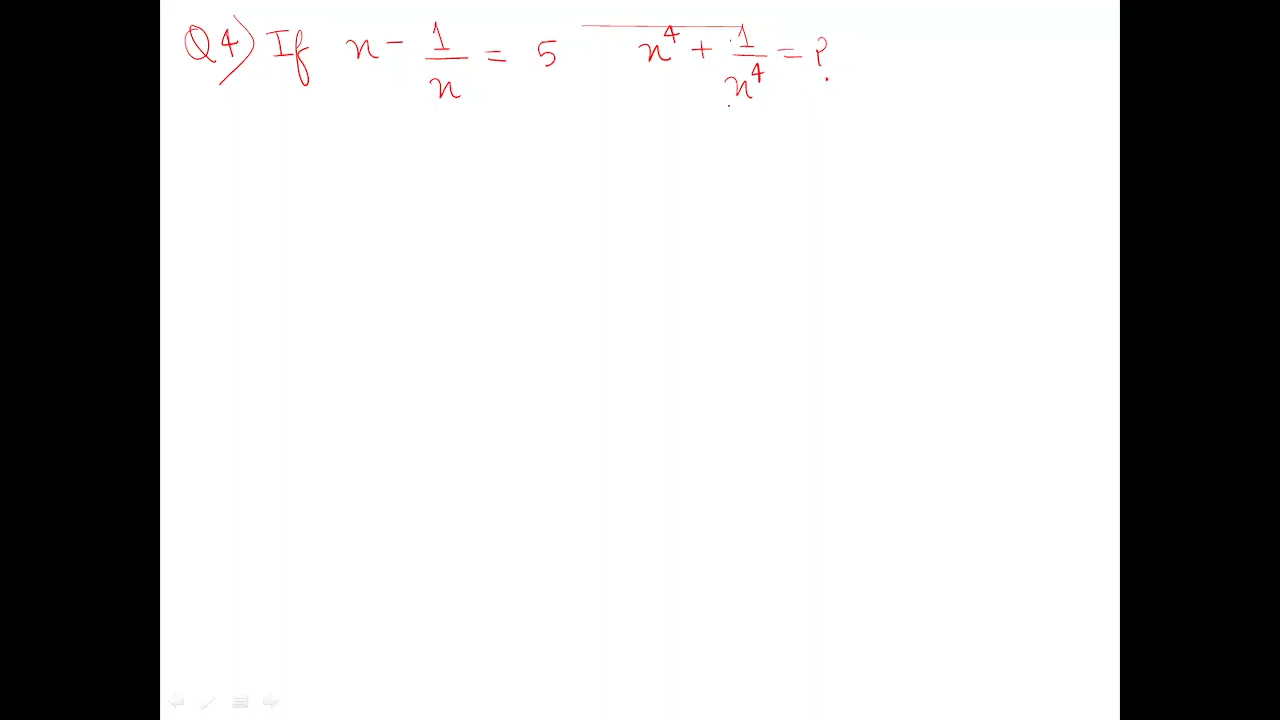 Q4) If x - 1/x = 5 x⁴ + 1/x⁴ = ?